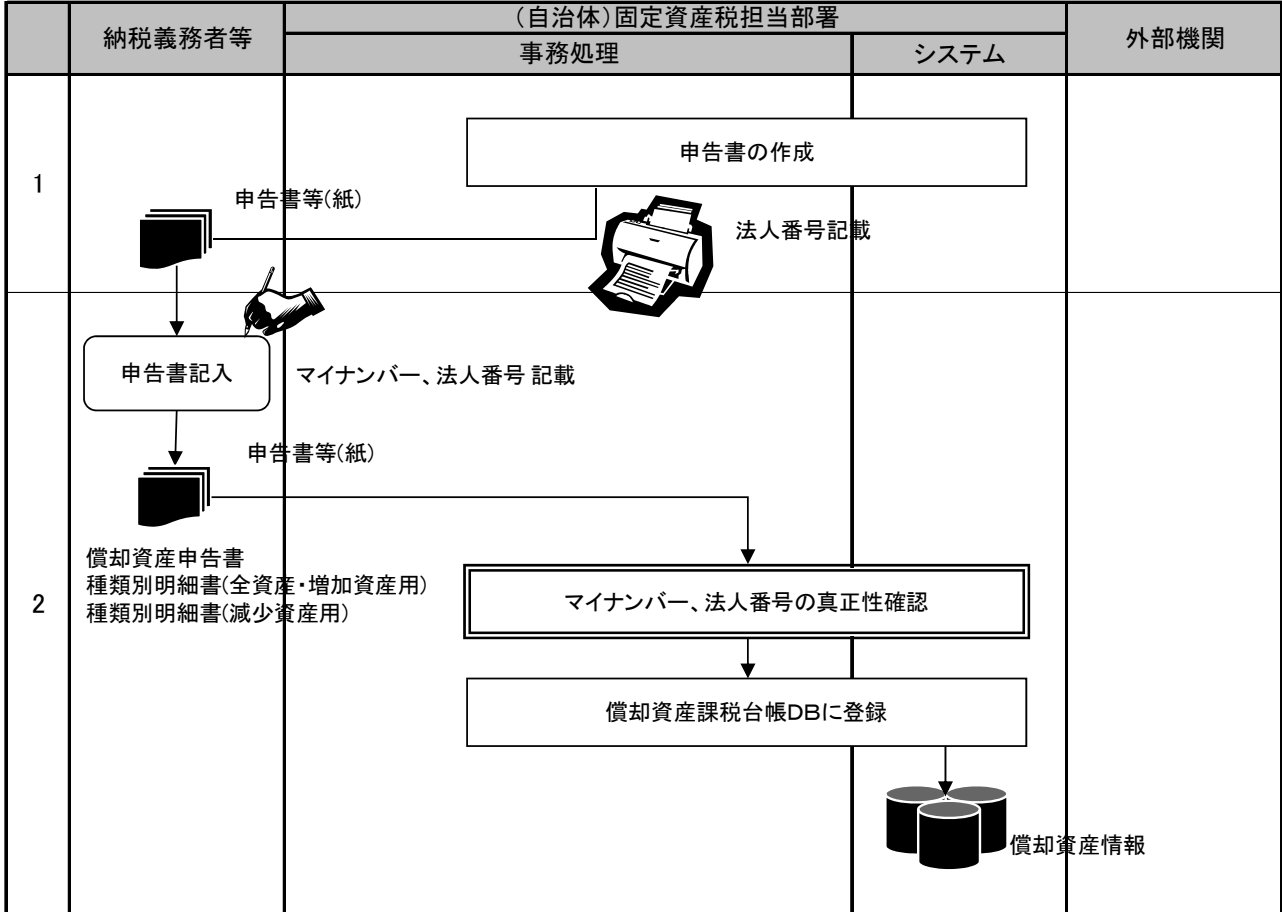 納税義務者等
(自治体)固定資産税担当部署
事務処理
システム
外部機関
1
申告書の作成
申告書等(紙)
法人番号記載
2
申告書記入
マイナンバー、法人番号 記載
申告書等(紙)
償却資産申告書
種類別明細書(全資産・増加資産用)
種類別明細書(減少資産用)
マイナンバー、法人番号の真正性確認
償却資産課税台帳DBに登録
償却資産情報